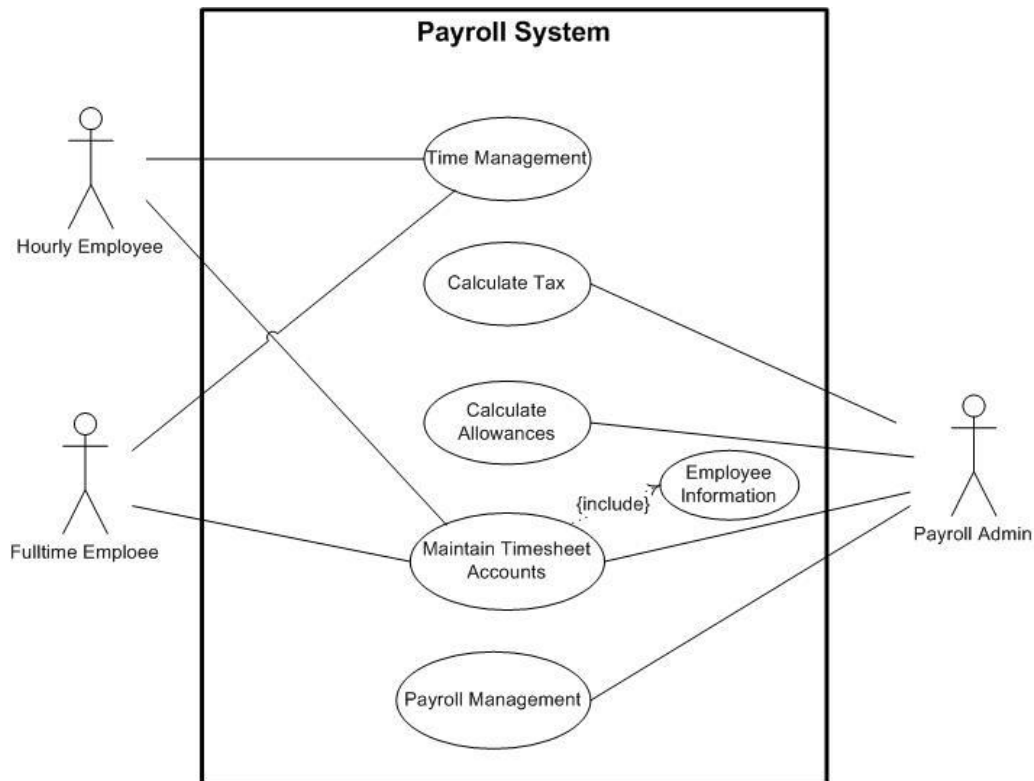 Payroll System
Time Management
Hourly Employee
Calculate Tax
Calculate
Allowances
Employee
Information
{include}
Payroll Admin
Fulltime Emploee
Maintain Timesheet
Accounts
Payroll Management